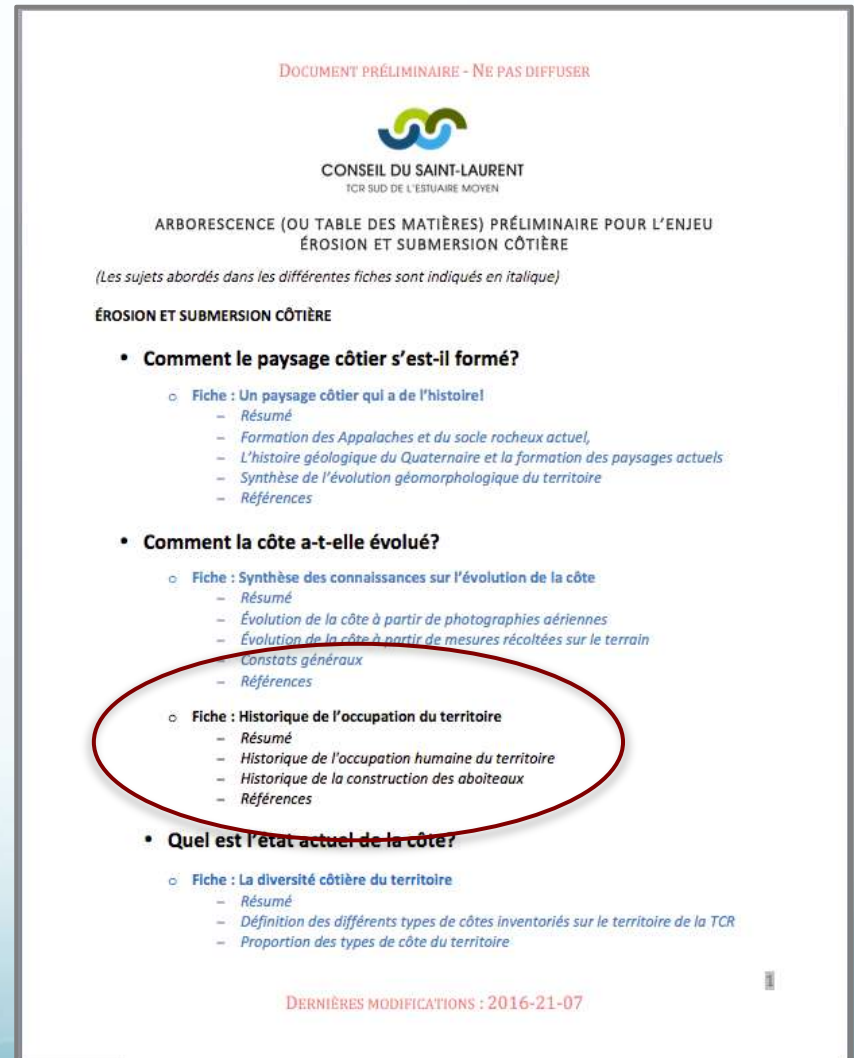 DOCUMENT PRÉLIMINAIRE - NE PAS DIFFUSER
CONSEIL DU SAINT-LAURENT
TCR SUD DE L'ESTUAIRE MOYEN
ARBORESCENCE (OU TABLE DES MATIÈRES) PRÉLIMINAIRE POUR L'ENJEU
ÉROSION ET SUBMERSION CÔTIÈRE
(Les sujets abordés dans les différentes fiches sont indiqués en italique)
ÉROSION ET SUBMERSION CÔTIÈRE
• Comment le paysage côtier s'est-il formé?
o Fiche : Un paysage côtier qui a de l'histoire!
– Résumé
– Formation des Appalaches et du socle rocheux actuel,
– L'histoire géologique du Quaternaire et la formation des paysages actuels
– Synthèse de l'évolution géomorphologique du territoire
– Références
• Comment la côte a-t-elle évolué?
o Fiche : Synthèse des connaissances sur l'évolution de la côte
– Résumé
– Évolution de la côte à partir de photographies aériennes
– Évolution de la côte à partir de mesures récoltées sur le terrain
– Constats généraux
– Références
o Fiche : Historique de l'occupation du territoire
– Résumé
– Historique de l'occupation humaine du territoire
– Historique de la construction des aboiteaux
– Références
• Quel est l'état actuel de la côte?
o Fiche : La diversité côtière du territoire
– Résumé
– Définition des différents types de côtes inventoriés sur le territoire de la TCR
– Proportion des types de côte du territoire
1
DERNIÈRES MODIFICATIONS : 2016-21-07